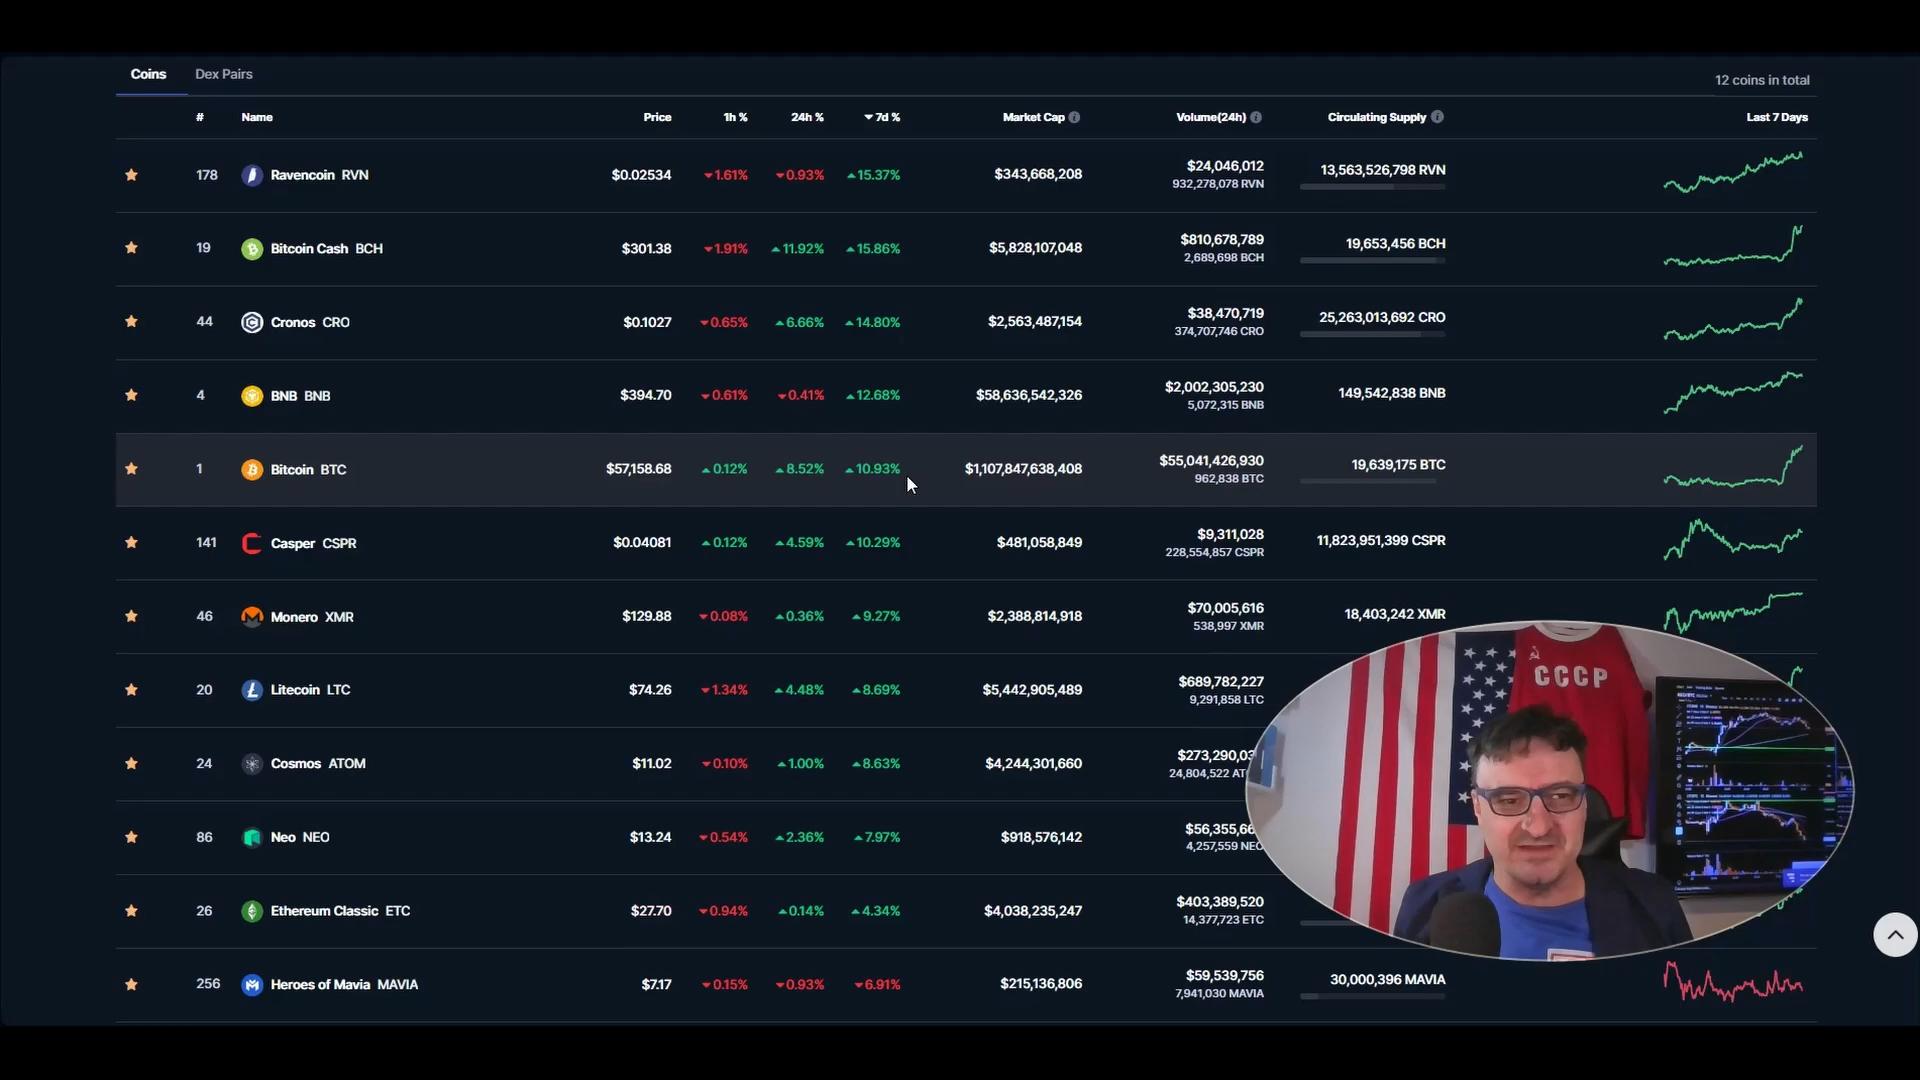 Coins Dex Pairs 12 coins in total
# Name Price 1h % 24h % 7d % Market Cap Volume(24h) Circulating Supply Last 7 Days
178 Ravencoin RVN $0.02534 1.61% 0.93% 15.37% $343,668,208 $24,046,012 13,563,526,798 RVN
932,278,078 RVN
19 Bitcoin Cash BCH $301.38 1.91% 11.92% 15.86% $5,828,107,048 $810,678,789 19,653,456 BCH
2,689,698 BCH
44 Cronos CRO $0.1027 0.65% 6.66% 14.80% $2,563,487,154 $38,470,719 25,263,013,692 CRO
374,707,746 CRO
4 BNB BNB $394.70 0.61% 0.41% 12.68% $58,636,542,326 $2,002,305,230 149,542,838 BNB
5,072,315 BNB
1 Bitcoin BTC $57,158.68 0.12% 8.52% 10.93% $1,107,847,638,408 $55,041,426,930 19,639,175 BTC
962,838 BTC
141 Casper CSPR $0.04081 0.12% 4.59% 10.29% $481,058,849 $9,311,028 11,823,951,399 CSPR
228,554,857 CSPR
46 Monero XMR $129.88 0.08% 0.36% 9.27% $2,388,814,918 $70,005,616 18,403,242 XMR
538,997 XMR
20 Litecoin LTC $74.26 1.34% 4.48% 8.69% $5,442,905,489 $689,782,227
9,291,858 LTC
24 Cosmos ATOM $11.02 0.10% 1.00% 8.63% $4,244,301,660 $273,290,03
24,804,522 AT
86 Neo NEO $13.24 0.54% 2.36% 7.97% $918,576,142 $56,355,66
4,257,559 NEO
26 Ethereum Classic ETC $27.70 0.94% 0.14% 4.34% $4,038,235,247 $403,389,520
14,377,723 ETC
256 Heroes of Mavia MAVIA $7.17 0.15% 0.93% 6.91% $215,136,806 $59,539,756 30,000,396 MAVIA
7,941,030 MAVIA
CCCP